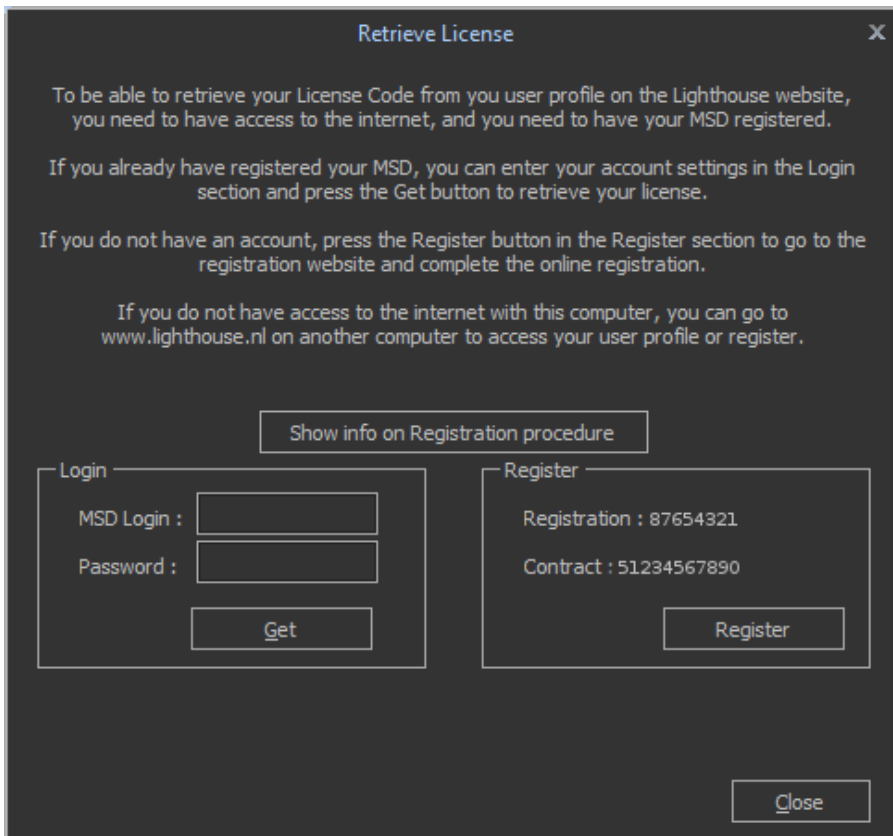 Retrieve License
X
To be able to retrieve your License Code from you user profile on the Lighthouse website,
you need to have access to the internet, and you need to have your MSD registered.
If you already have registered your MSD, you can enter your account settings in the Login
section and press the Get button to retrieve your license.
If you do not have an account, press the Register button in the Register section to go to the
registration website and complete the online registration.
If you do not have access to the internet with this computer, you can go to
www.lighthouse.nl on another computer to access your user profile or register.
Show info on Registration procedure
Login
MSD Login :
Password :
Get
Register
Registration : 87654321
Contract : 51234567890
Register
Close